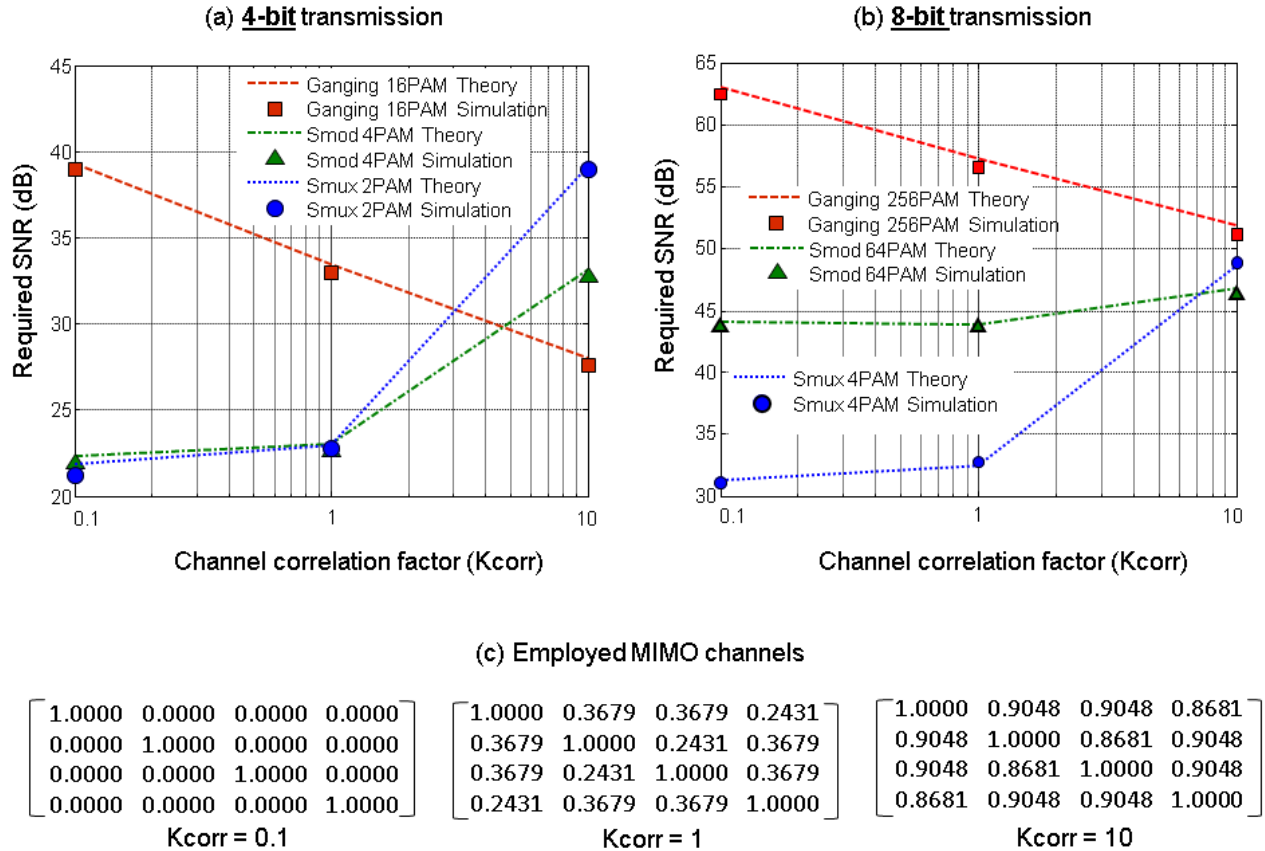 (a) 4-bit transmission
45
40
35
30
25
20
Required SNR (dB)
Ganging 16PAM Theory
Ganging 16PAM Simulation
Smod 4PAM Theory
Smod 4PAM Simulation
Smux 2PAM Theory
Smux 2PAM Simulation
0.1 1 10
Channel correlation factor (Kcorr)
(b) 8-bit transmission
65
60
55
50
45
40
35
30
Required SNR (dB)
Ganging 256PAM Theory
Ganging 256PAM Simulation
Smod 64PAM Theory
Smod 64PAM Simulation
Smux 4PAM Theory
Smux 4PAM Simulation
0.1 1 10
Channel correlation factor (Kcorr)
(c) Employed MIMO channels
1.0000 0.0000 0.0000 0.0000
0.0000 1.0000 0.0000 0.0000
0.0000 0.0000 1.0000 0.0000
0.0000 0.0000 0.0000 1.0000
Kcorr = 0.1
1.0000 0.3679 0.3679 0.2431
0.3679 1.0000 0.2431 0.3679
0.3679 0.2431 1.0000 0.3679
0.2431 0.3679 0.3679 1.0000
Kcorr = 1
1.0000 0.9048 0.9048 0.8681
0.9048 1.0000 0.8681 0.9048
0.9048 0.8681 1.0000 0.9048
0.8681 0.9048 0.9048 1.0000
Kcorr = 10